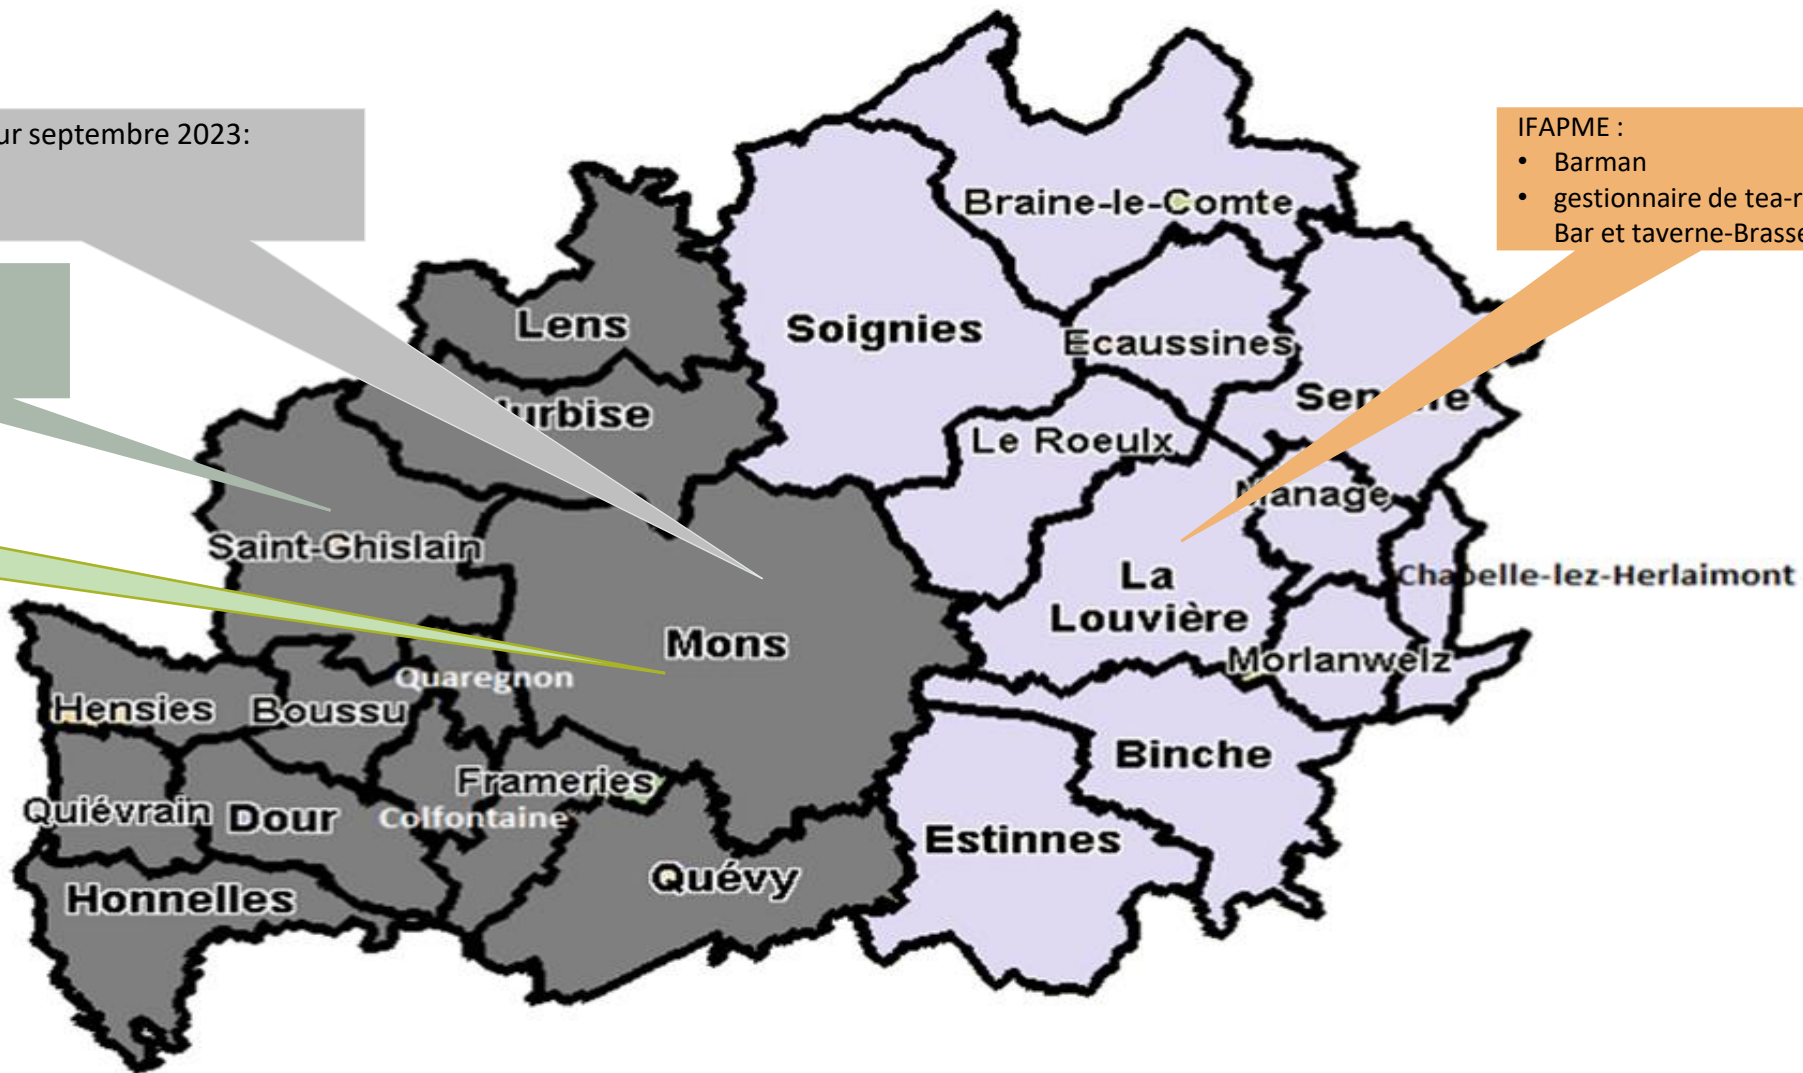 ur septembre 2023:
IFAPME :
• Barman
• gestionnaire de tea-r
Bar et taverne-Brasse
Braine-le-Comte
Lens
Soignies
Ecaussines
urbise
Le Roeulx
Manage
Saint-Ghislain
La
Louvière
Chapelle-lez-Herlaimont
Mons
Morlanwelz
Quaregnon
Hensies
Boussu
Binche
Frameries
Quiévrain
Dour
Colfontaine
Estinnes
Quévy
Honnelles